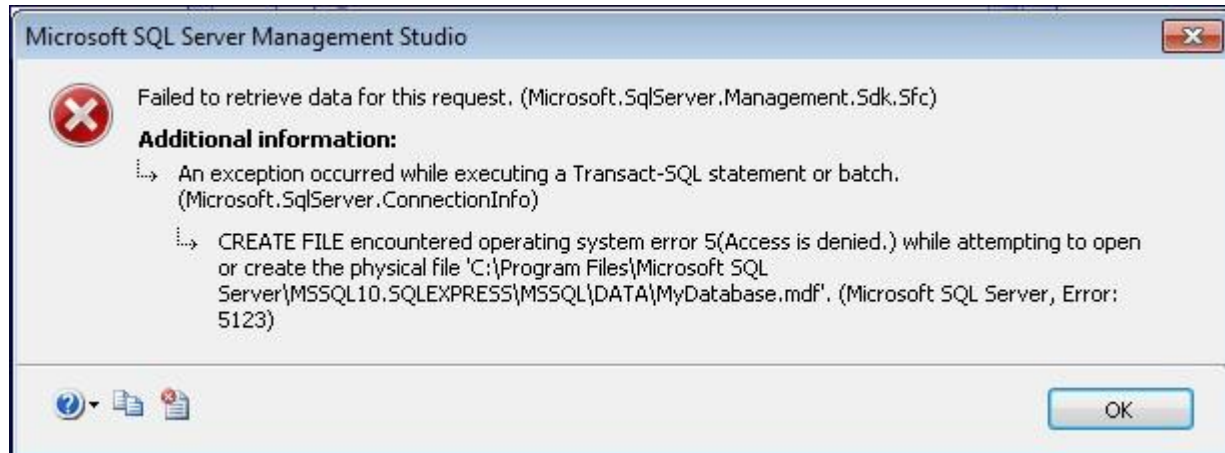 Microsoft SQL Server Management Studio
Failed to retrieve data for this request. (Microsoft.SqlServer.Management.Sdk.Sfc)
Additional information:
An exception occurred while executing a Transact-SQL statement or batch.
(Microsoft.SqlServer.ConnectionInfo)
CREATE FILE encountered operating system error 5(Access is denied.) while attempting to open
or create the physical file 'C:\Program Files\Microsoft SQL
Server\MSSQL10.SQLEXPRESS\MSSQL\DATA\MyDatabase.mdf'. (Microsoft SQL Server, Error:
5123)
OK